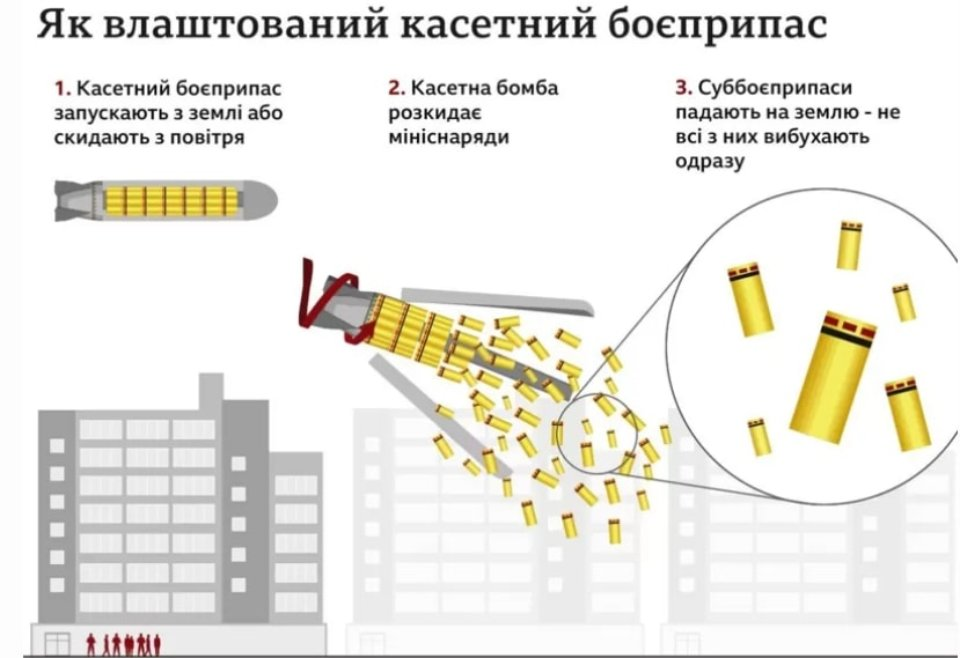 Як влаштований касетний боєприпас
1. Касетний боєприпас
запускають з землі або
скидають з повітря
2. Касетна бомба
розкидає
мініснаряди
3. Суббоєприпаси
падають на землю - не
всі з них вибухають
одразу